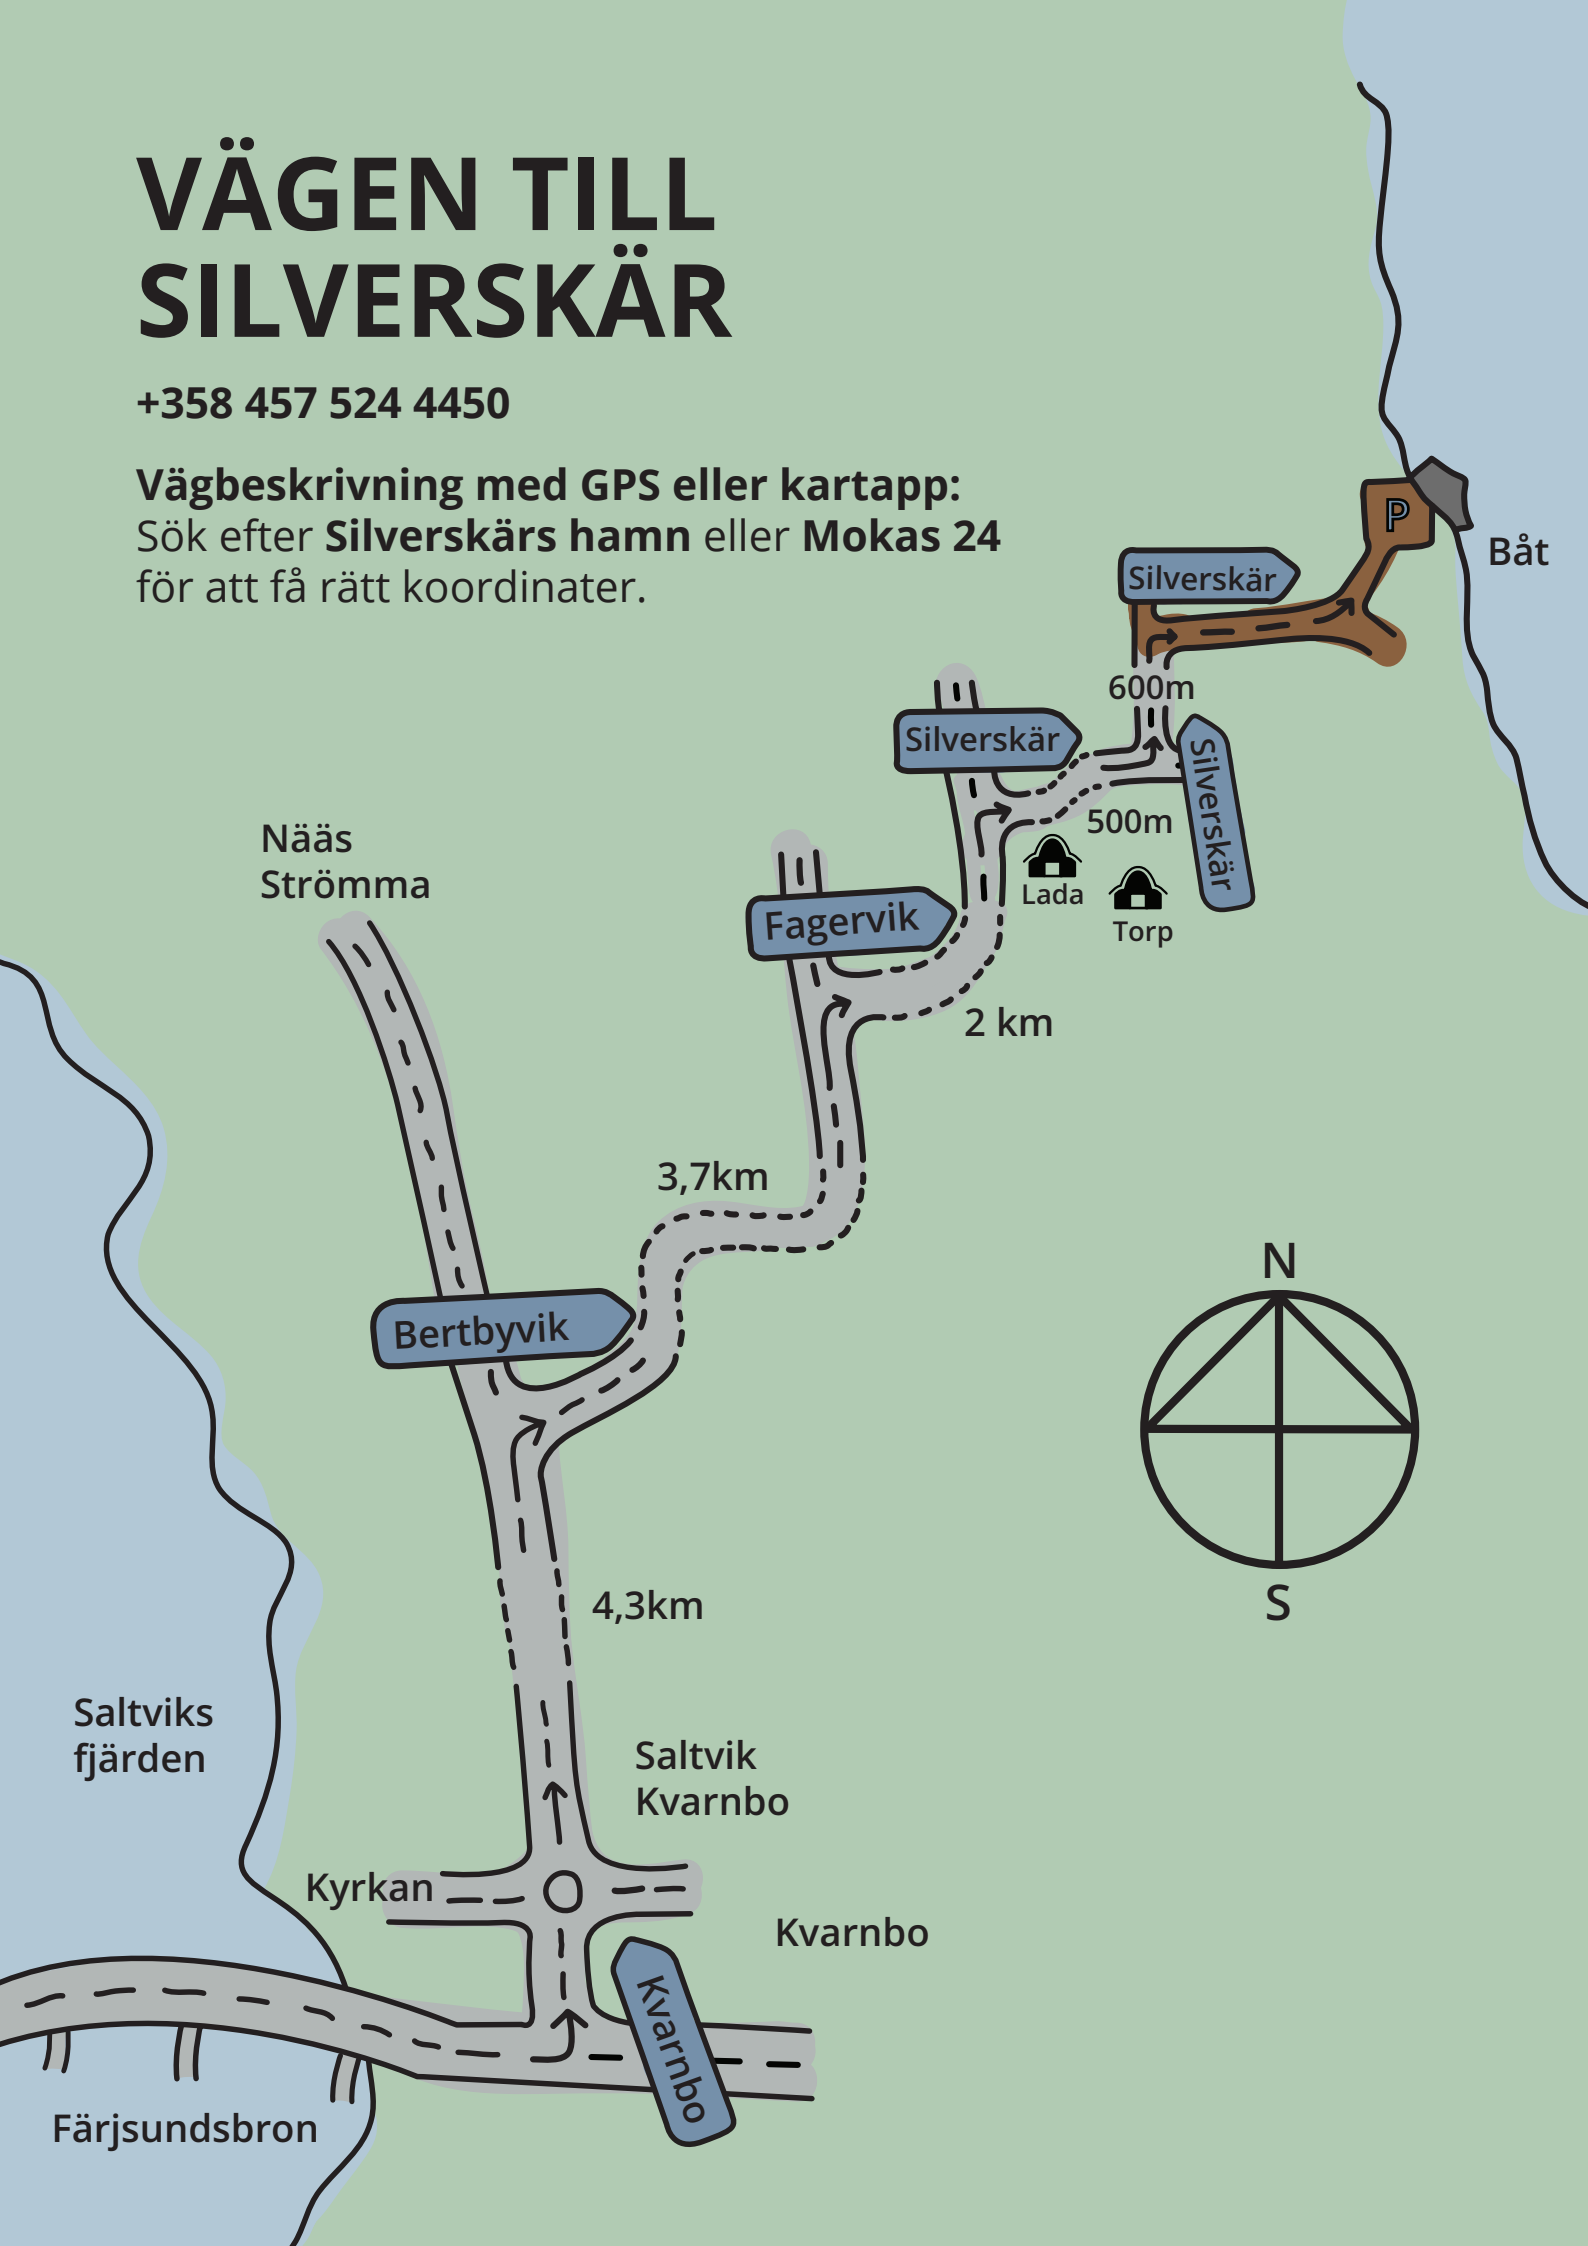 VÄGEN TILL
SILVERSKÄR
+358 457 524 4450
Vägbeskrivning med GPS eller kartapp:
Sök efter Silverskärs hamn eller Mokas 24
för att få rätt koordinater.
P
Båt
Silverskär
600m
Silverskär
Silverskär
500m
Lada
Torp
Nääs
Strömma
Fagervik
2 km
3,7km
N
S
Bertbyvik
4,3km
Saltviks
fjärden
Saltvik
Kvarnbo
Kyrkan
Kvarnbo
Kvarnbo
Färjsundsbron